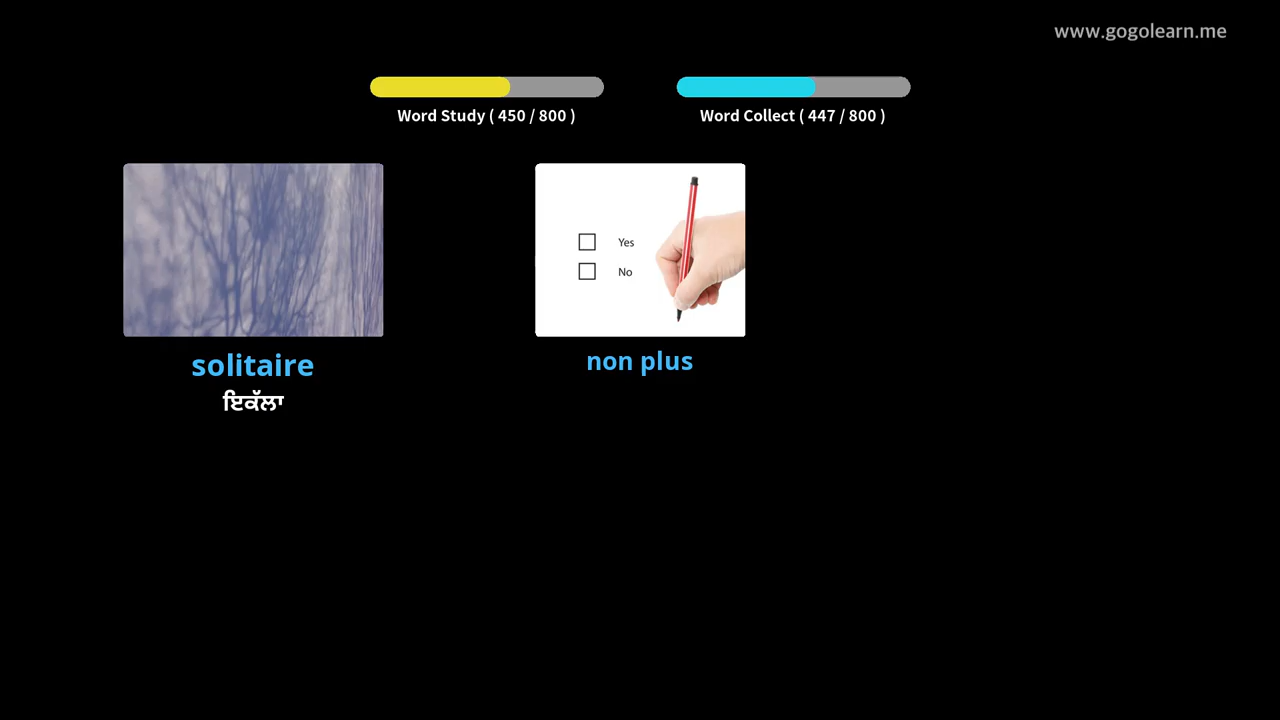 www.gogolearn.me
Word Study ( 450 / 800 )
Word Collect ( 447 / 800 )
Yes
No
solitaire
ਇਕੱਲਾ
non plus